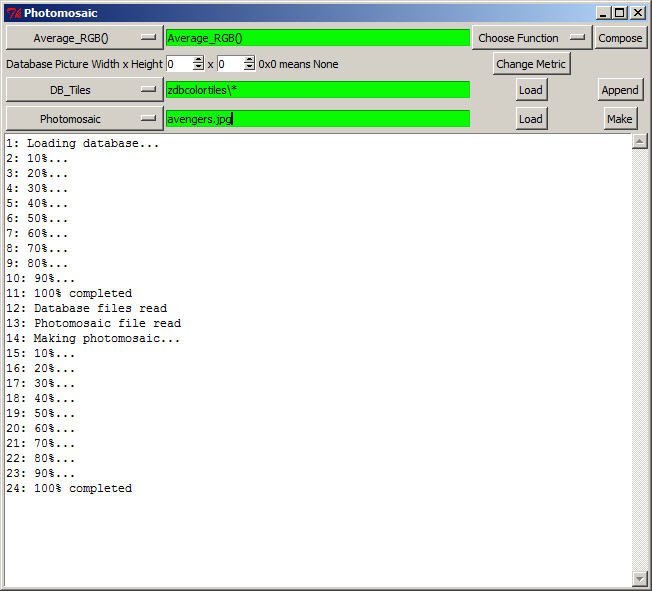 Photomosaic
Average_RGB() Average_RGB() Choose Function Compose
Database Picture Width x Height 0 x 0 0x0 means None Change Metric
DB_Tiles zdbcolortiles\* Load Append
Photomosaic avengers.jpg Load Make
1: Loading database...
2: 10%...
3: 20%...
4: 30%...
5: 40%...
6: 50%...
7: 60%...
8: 70%...
9: 80%...
10: 90%...
11: 100% completed
12: Database files read
13: Photomosaic file read
14: Making photomosaic...
15: 10%...
16: 20%...
17: 30%...
18: 40%...
19: 50%...
20: 60%...
21: 70%...
22: 80%...
23: 90%...
24: 100% completed